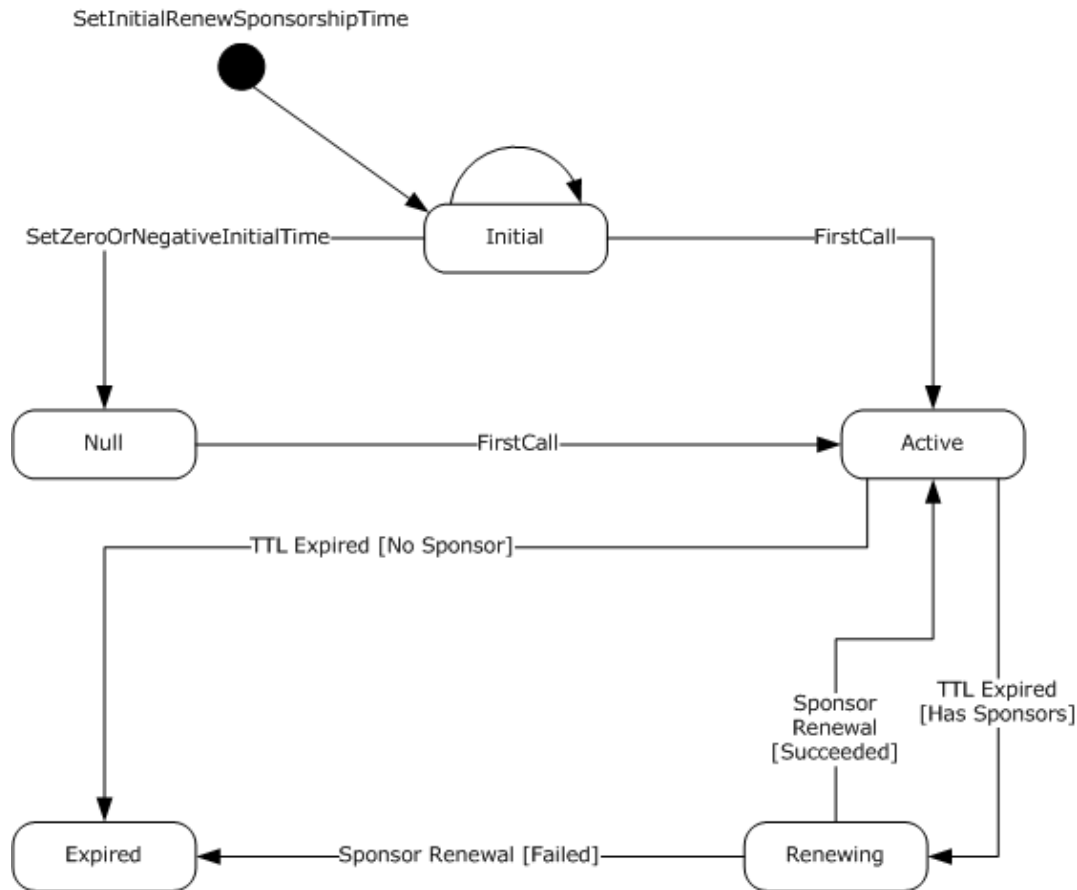 SetInitialRenewSponsorshipTime
Initial
SetZeroOrNegativeInitialTime
FirstCall
Null
FirstCall
Active
TTL Expired [No Sponsor]
Sponsor
Renewal
[Succeeded]
TTL Expired
[Has Sponsors]
Expired
Sponsor Renewal [Failed]
Renewing